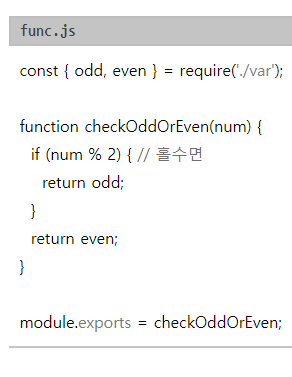 func.js
const { odd, even } = require('./var');
function checkOddOrEven(num) {
if (num % 2) { // 홀수면
return odd;
}
return even;
}
module.exports = checkOddOrEven;